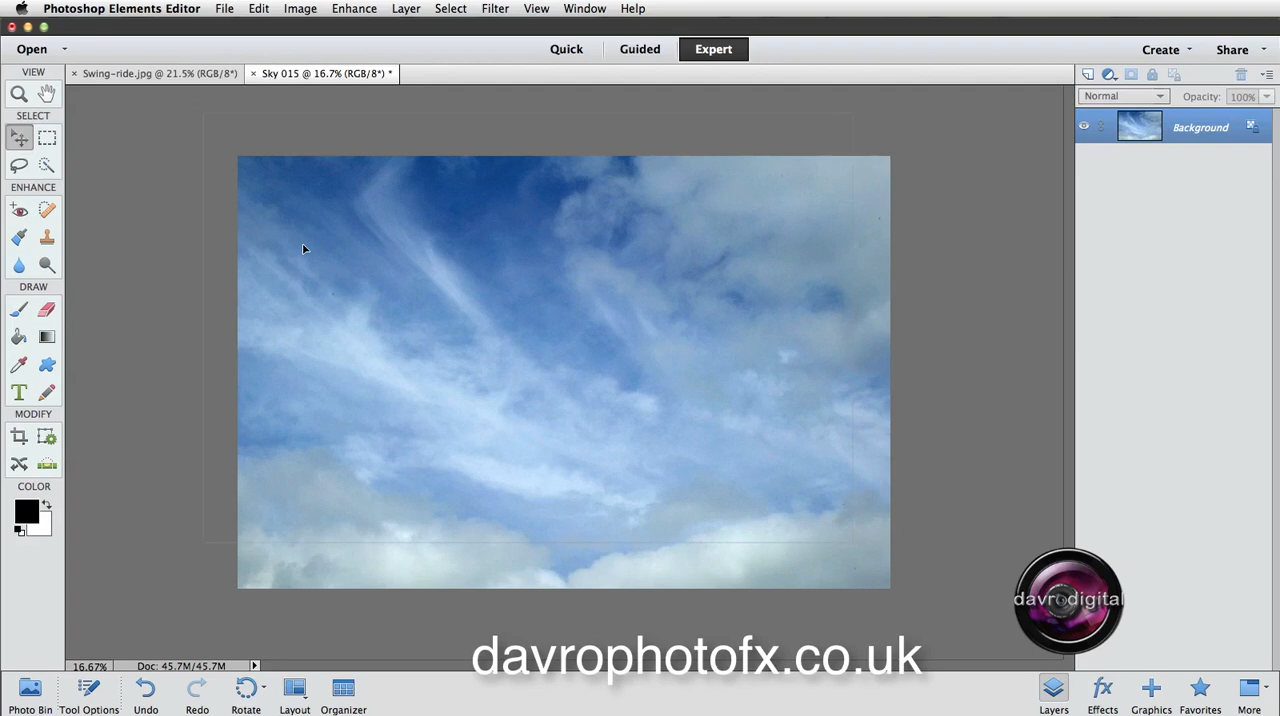 Photoshop Elements Editor File Edit Image Enhance Layer Select Filter View Window Help
Open Quick Guided Expert Create Share
VIEW × Swing-ride.jpg @ 21.5% (RGB/8*) × Sky 015 @ 16.7% (RGB/8*) *
Normal Opacity: 100%
SELECT
Background
ENHANCE
DRAW
T
MODIFY
COLOR
davrodigital
davrophotofx.co.uk
16.67% Doc: 45.7M/45.7M
Photo Bin Tool Options Undo Redo Rotate Layout Organizer Layers Effects Graphics Favorites More